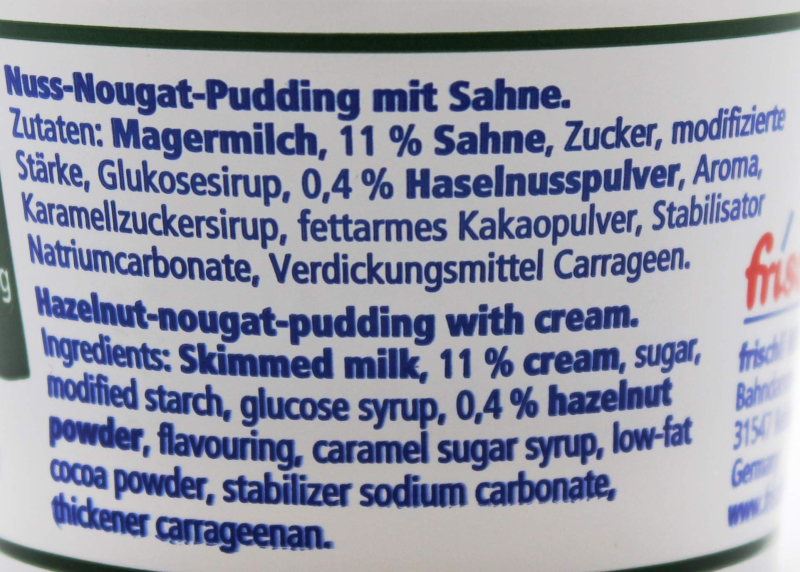 Nuss-Nougat-Pudding mit Sahne.
Zutaten: Magermilch, 11 % Sahne, Zucker, modifizierte
Stärke, Glukosesirup, 0,4 % Haselnusspulver, Aroma,
Karamellzuckersirup, fettarmes Kakaopulver, Stabilisator
Natriumcarbonate, Verdickungsmittel Carrageen.
Hazelnut-nougat-pudding with cream.
Ingredients: Skimmed milk, 11 % cream, sugar,
modified starch, glucose syrup, 0,4 % hazelnut
powder, flavouring, caramel sugar syrup, low-fat
cocoa powder, stabilizer sodium carbonate,
thickener carrageenan.
31547
www.